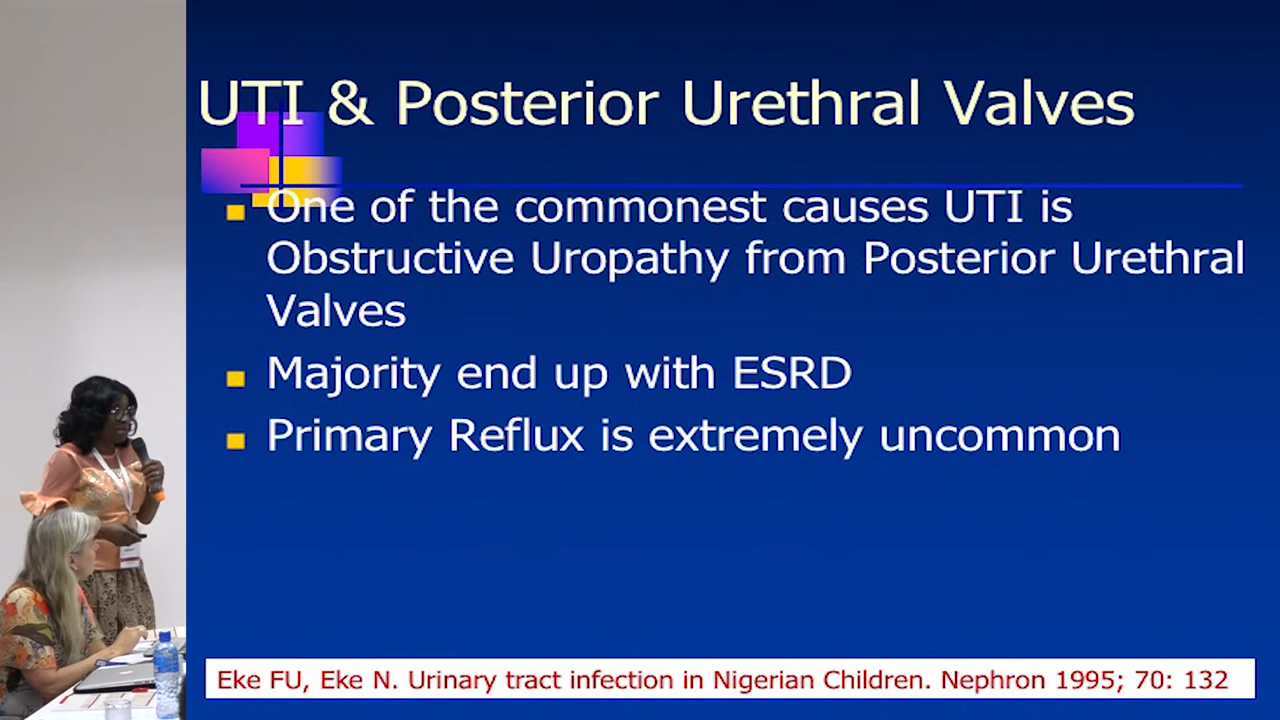 UTI & Posterior Urethral Valves
One of the commonest causes UTI is
Obstructive Uropathy from Posterior Urethral
Valves
Majority end up with ESRD
Primary Reflux is extremely uncommon
Eke FU, Eke N. Urinary tract infection in Nigerian Children. Nephron 1995; 70: 132